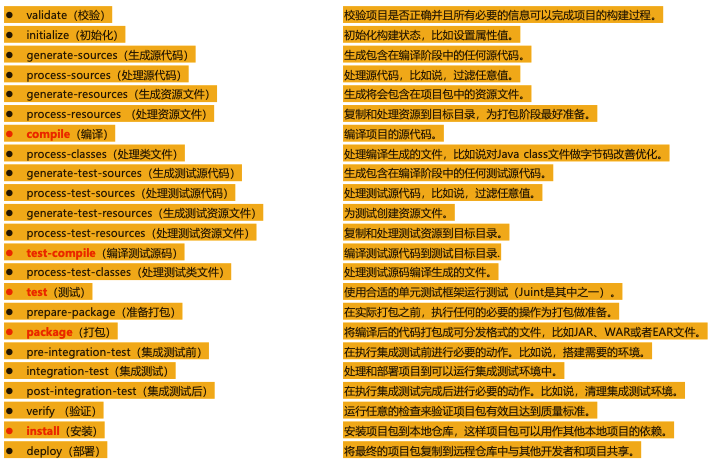 ● validate（校验） 校验项目是否正确并且所有必要的信息可以完成项目的构建过程。
● initialize（初始化） 初始化构建状态，比如设置属性值。
● generate-sources（生成源代码） 生成包含在编译阶段中的任何源代码。
● process-sources（处理源代码） 处理源代码，比如说，过滤任意值。
● generate-resources（生成资源文件） 生成将会包含在项目包中的资源文件。
● process-resources （处理资源文件） 复制和处理资源到目标目录，为打包阶段最好准备。
● compile（编译） 编译项目的源代码。
● process-classes（处理类文件） 处理编译生成的文件，比如说对Java class文件做字节码改善优化。
● generate-test-sources（生成测试源代码） 生成包含在编译阶段中的任何测试源代码。
● process-test-sources（处理测试源代码） 处理测试源代码，比如说，过滤任意值。
● generate-test-resources（生成测试资源文件） 为测试创建资源文件。
● process-test-resources（处理测试资源文件） 复制和处理测试资源到目标目录。
● test-compile（编译测试源码） 编译测试源代码到测试目标目录.
● process-test-classes（处理测试类文件） 处理测试源码编译生成的文件。
● test（测试） 使用合适的单元测试框架运行测试（Juint是其中之一）。
● prepare-package（准备打包） 在实际打包之前，执行任何的必要的操作为打包做准备。
● package（打包） 将编译后的代码打包成可分发格式的文件，比如JAR、WAR或者EAR文件。
● pre-integration-test（集成测试前） 在执行集成测试前进行必要的动作。比如说，搭建需要的环境。
● integration-test（集成测试） 处理和部署项目到可以运行集成测试环境中。
● post-integration-test（集成测试后） 在执行集成测试完成后进行必要的动作。比如说，清理集成测试环境。
● verify （验证） 运行任意的检查来验证项目包有效且达到质量标准。
● install（安装） 安装项目包到本地仓库，这样项目包可以用作其他本地项目的依赖。
● deploy（部署） 将最终的项目包复制到远程仓库中与其他开发者和项目共享。